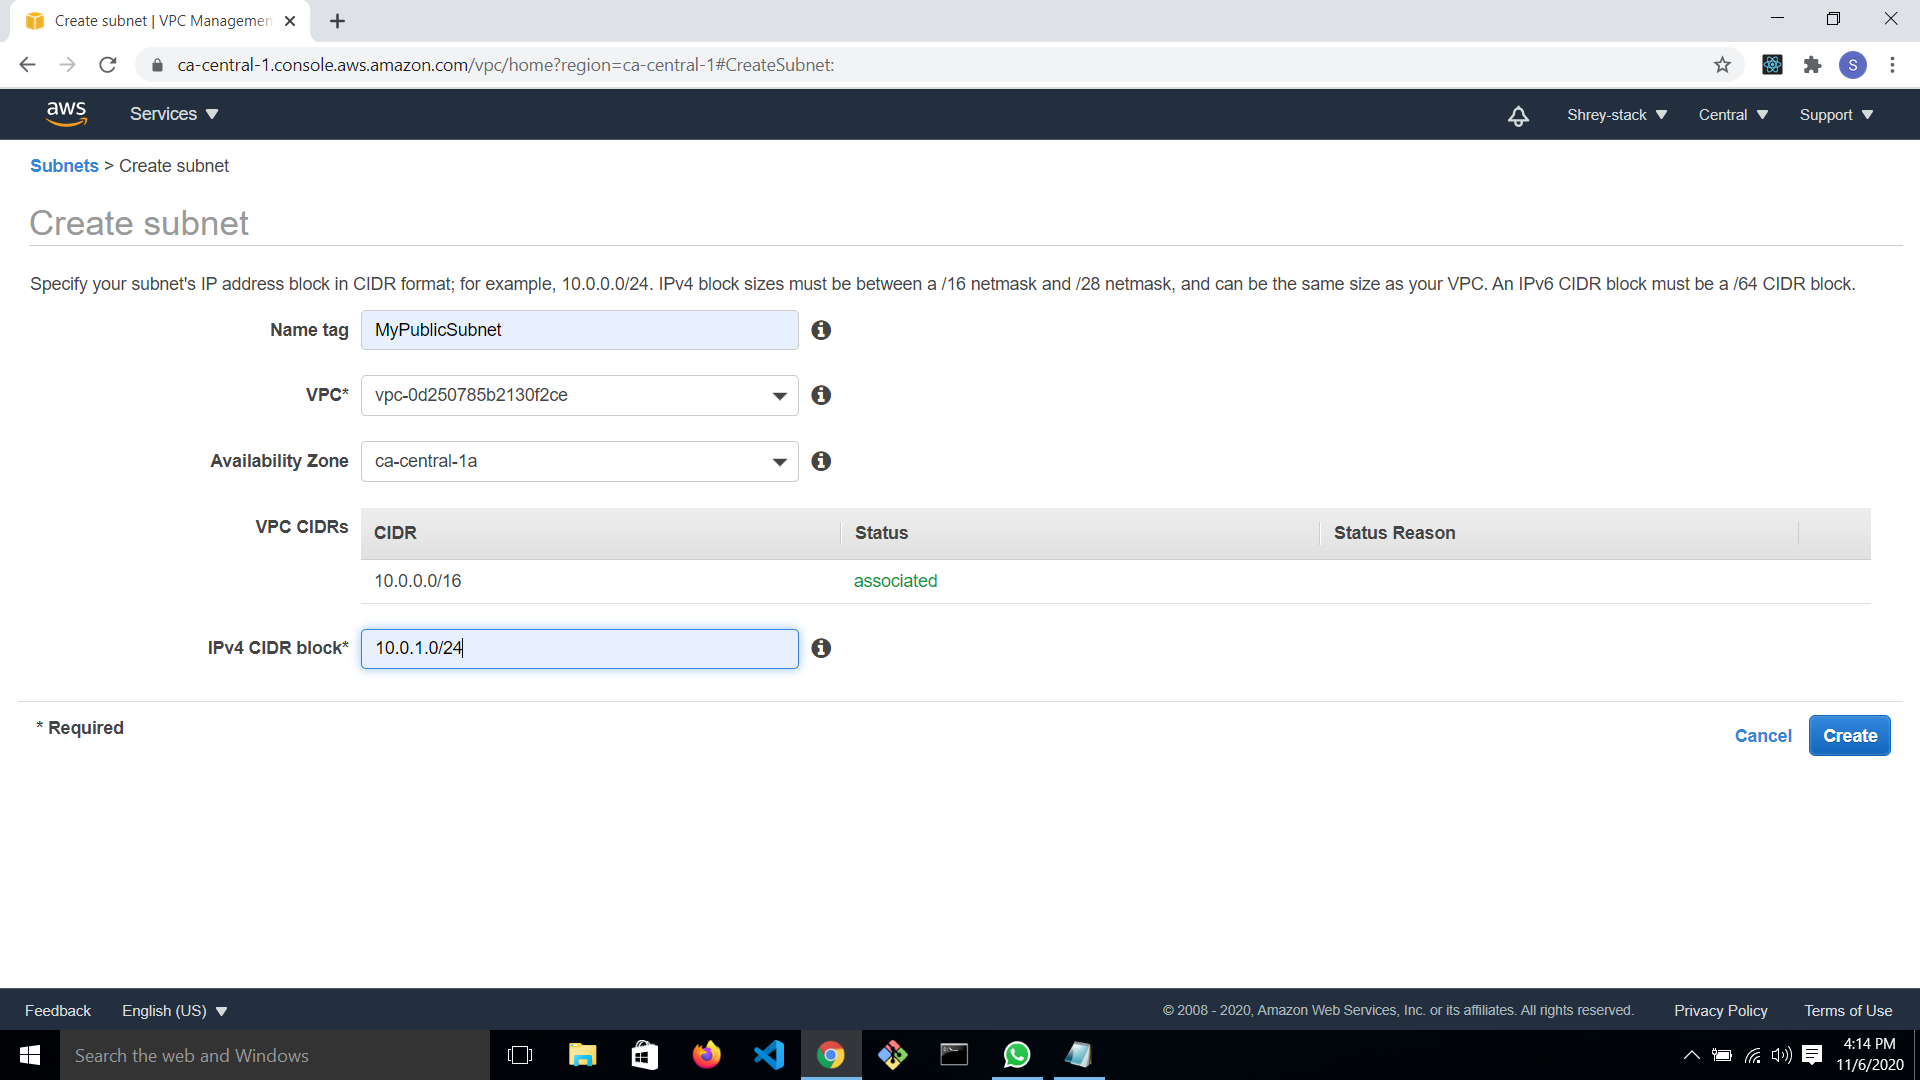 Create subnet | VPC Managemen
ca-central-1.console.aws.amazon.com/vpc/home?region=ca-central-1#CreateSubnet:
S
aws Services Shrey-stack Central Support
Subnets > Create subnet
Create subnet
Specify your subnet's IP address block in CIDR format; for example, 10.0.0.0/24. IPv4 block sizes must be between a /16 netmask and /28 netmask, and can be the same size as your VPC. An IPv6 CIDR block must be a /64 CIDR block.
Name tag MyPublicSubnet
VPC* vpc-0d250785b2130f2ce
Availability Zone ca-central-1a
VPC CIDRs CIDR Status Status Reason
10.0.0.0/16 associated
IPv4 CIDR block* 10.0.1.0/24
* Required
Cancel Create
Feedback English (US) © 2008 - 2020, Amazon Web Services, Inc. or its affiliates. All rights reserved. Privacy Policy Terms of Use
Search the web and Windows
4:14 PM
11/6/2020